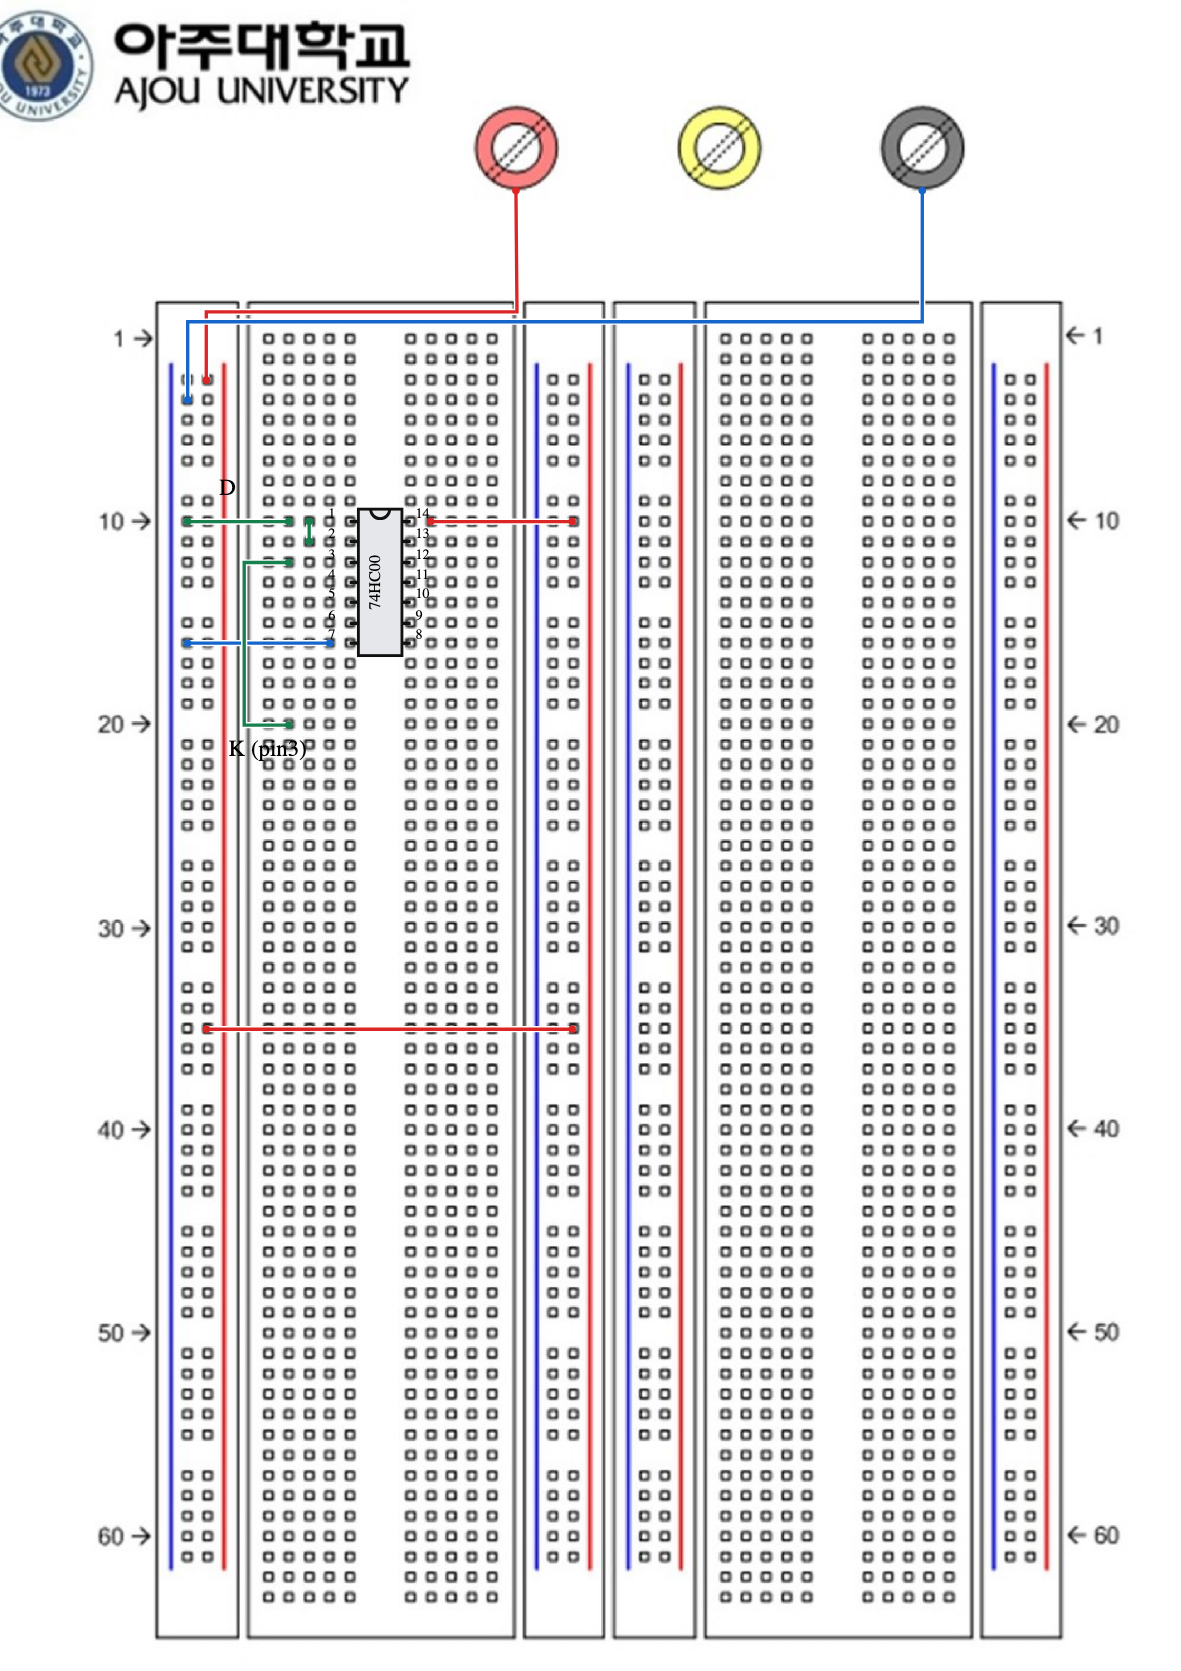 아주대학교
AJOU UNIVERSITY
1973
1 → ← 1
D
10 → ← 10
1 14
2 13
3 12
4 11
5 10
6 9
7 8
74HC00
20 → ← 20
K (pin3)
30 → ← 30
40 → ← 40
50 → ← 50
60 → ← 60